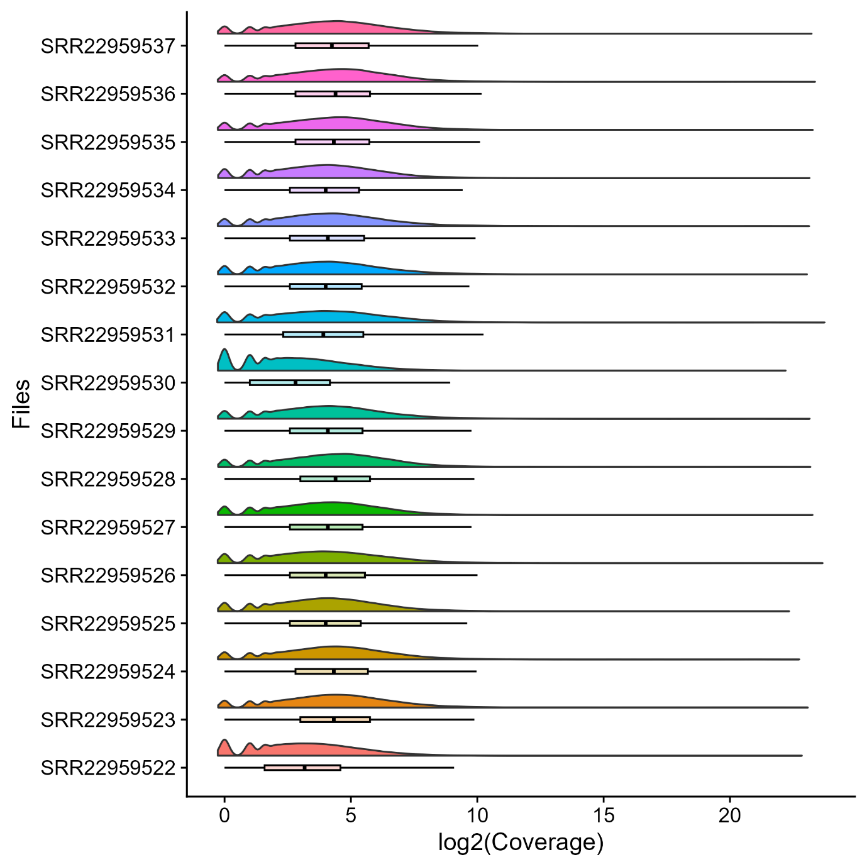 SRR22959537
SRR22959536
SRR22959535
SRR22959534
SRR22959533
SRR22959532
SRR22959531
SRR22959530
SRR22959529
SRR22959528
SRR22959527
SRR22959526
SRR22959525
SRR22959524
SRR22959523
SRR22959522
Files
0 5 10 15 20
log2(Coverage)